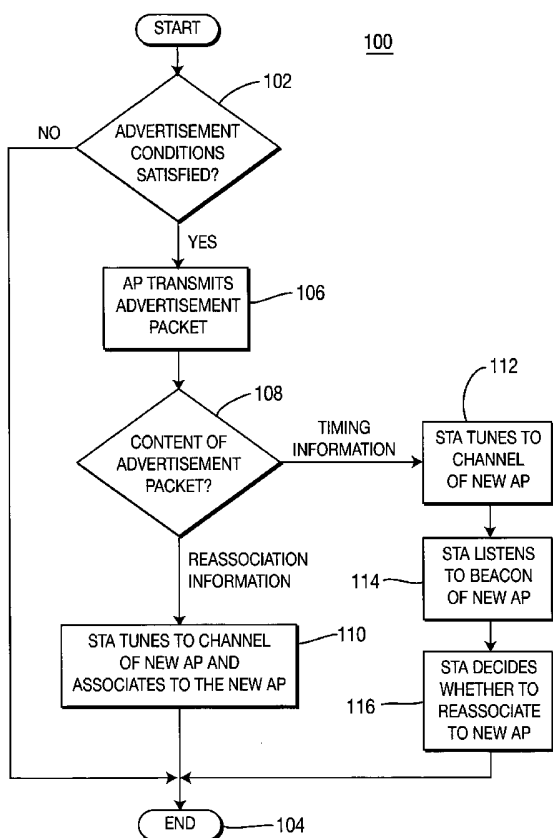 START
100
102
ADVERTISEMENT
CONDITIONS
SATISFIED?
NO
YES
AP TRANSMITS
ADVERTISEMENT
PACKET
106
108
CONTENT OF
ADVERTISEMENT
PACKET?
TIMING
INFORMATION
112
STA TUNES TO
CHANNEL
OF NEW AP
REASSOCIATION
INFORMATION
114
STA LISTENS
TO BEACON
OF NEW AP
110
STA TUNES TO CHANNEL
OF NEW AP AND
ASSOCIATES TO THE NEW AP
116
STA DECIDES
WHETHER TO
REASSOCIATE
TO NEW AP
END
104